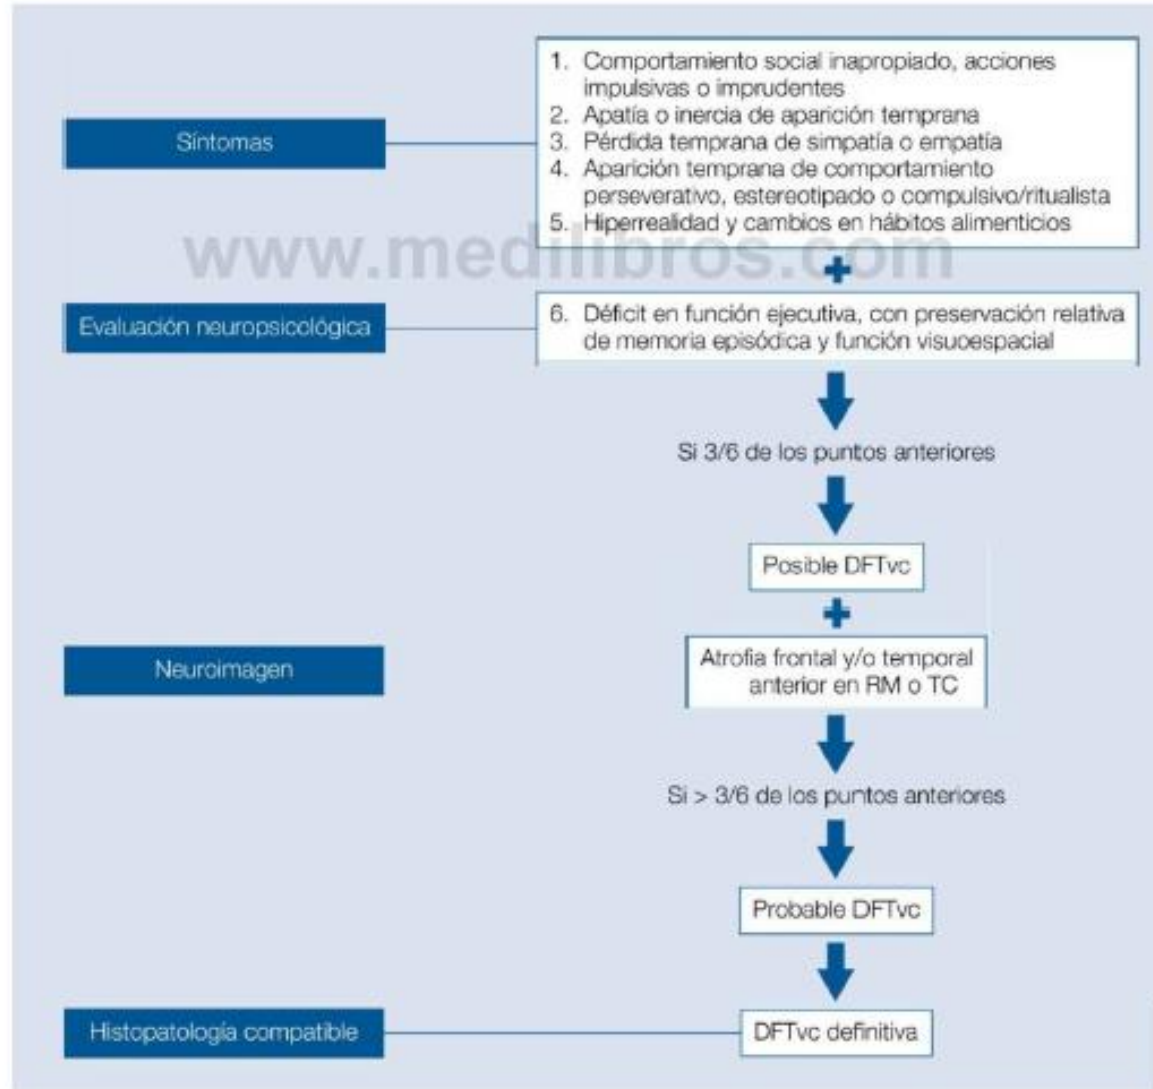 1. Comportamiento social inapropiado, acciones
impulsivas o imprudentes
2. Apatía o inercia de aparición temprana
Síntomas
3. Pérdida temprana de simpatía o empatía
4. Aparición temprana de comportamiento
perseverativo, estereotipado o compulsivo/ritualista
5. Hiperrealidad y cambios en hábitos alimenticios
www.medilibros.com
Evaluación neuropsicológica
6. Déficit en función ejecutiva, con preservación relativa
de memoria episódica y función visuoespacial
Si 3/6 de los puntos anteriores
Posible DFTvc
Neuroimagen
Atrofia frontal y/o temporal
anterior en RM o TC
Si > 3/6 de los puntos anteriores
Probable DFTvc
Histopatología compatible
DFTvc definitiva